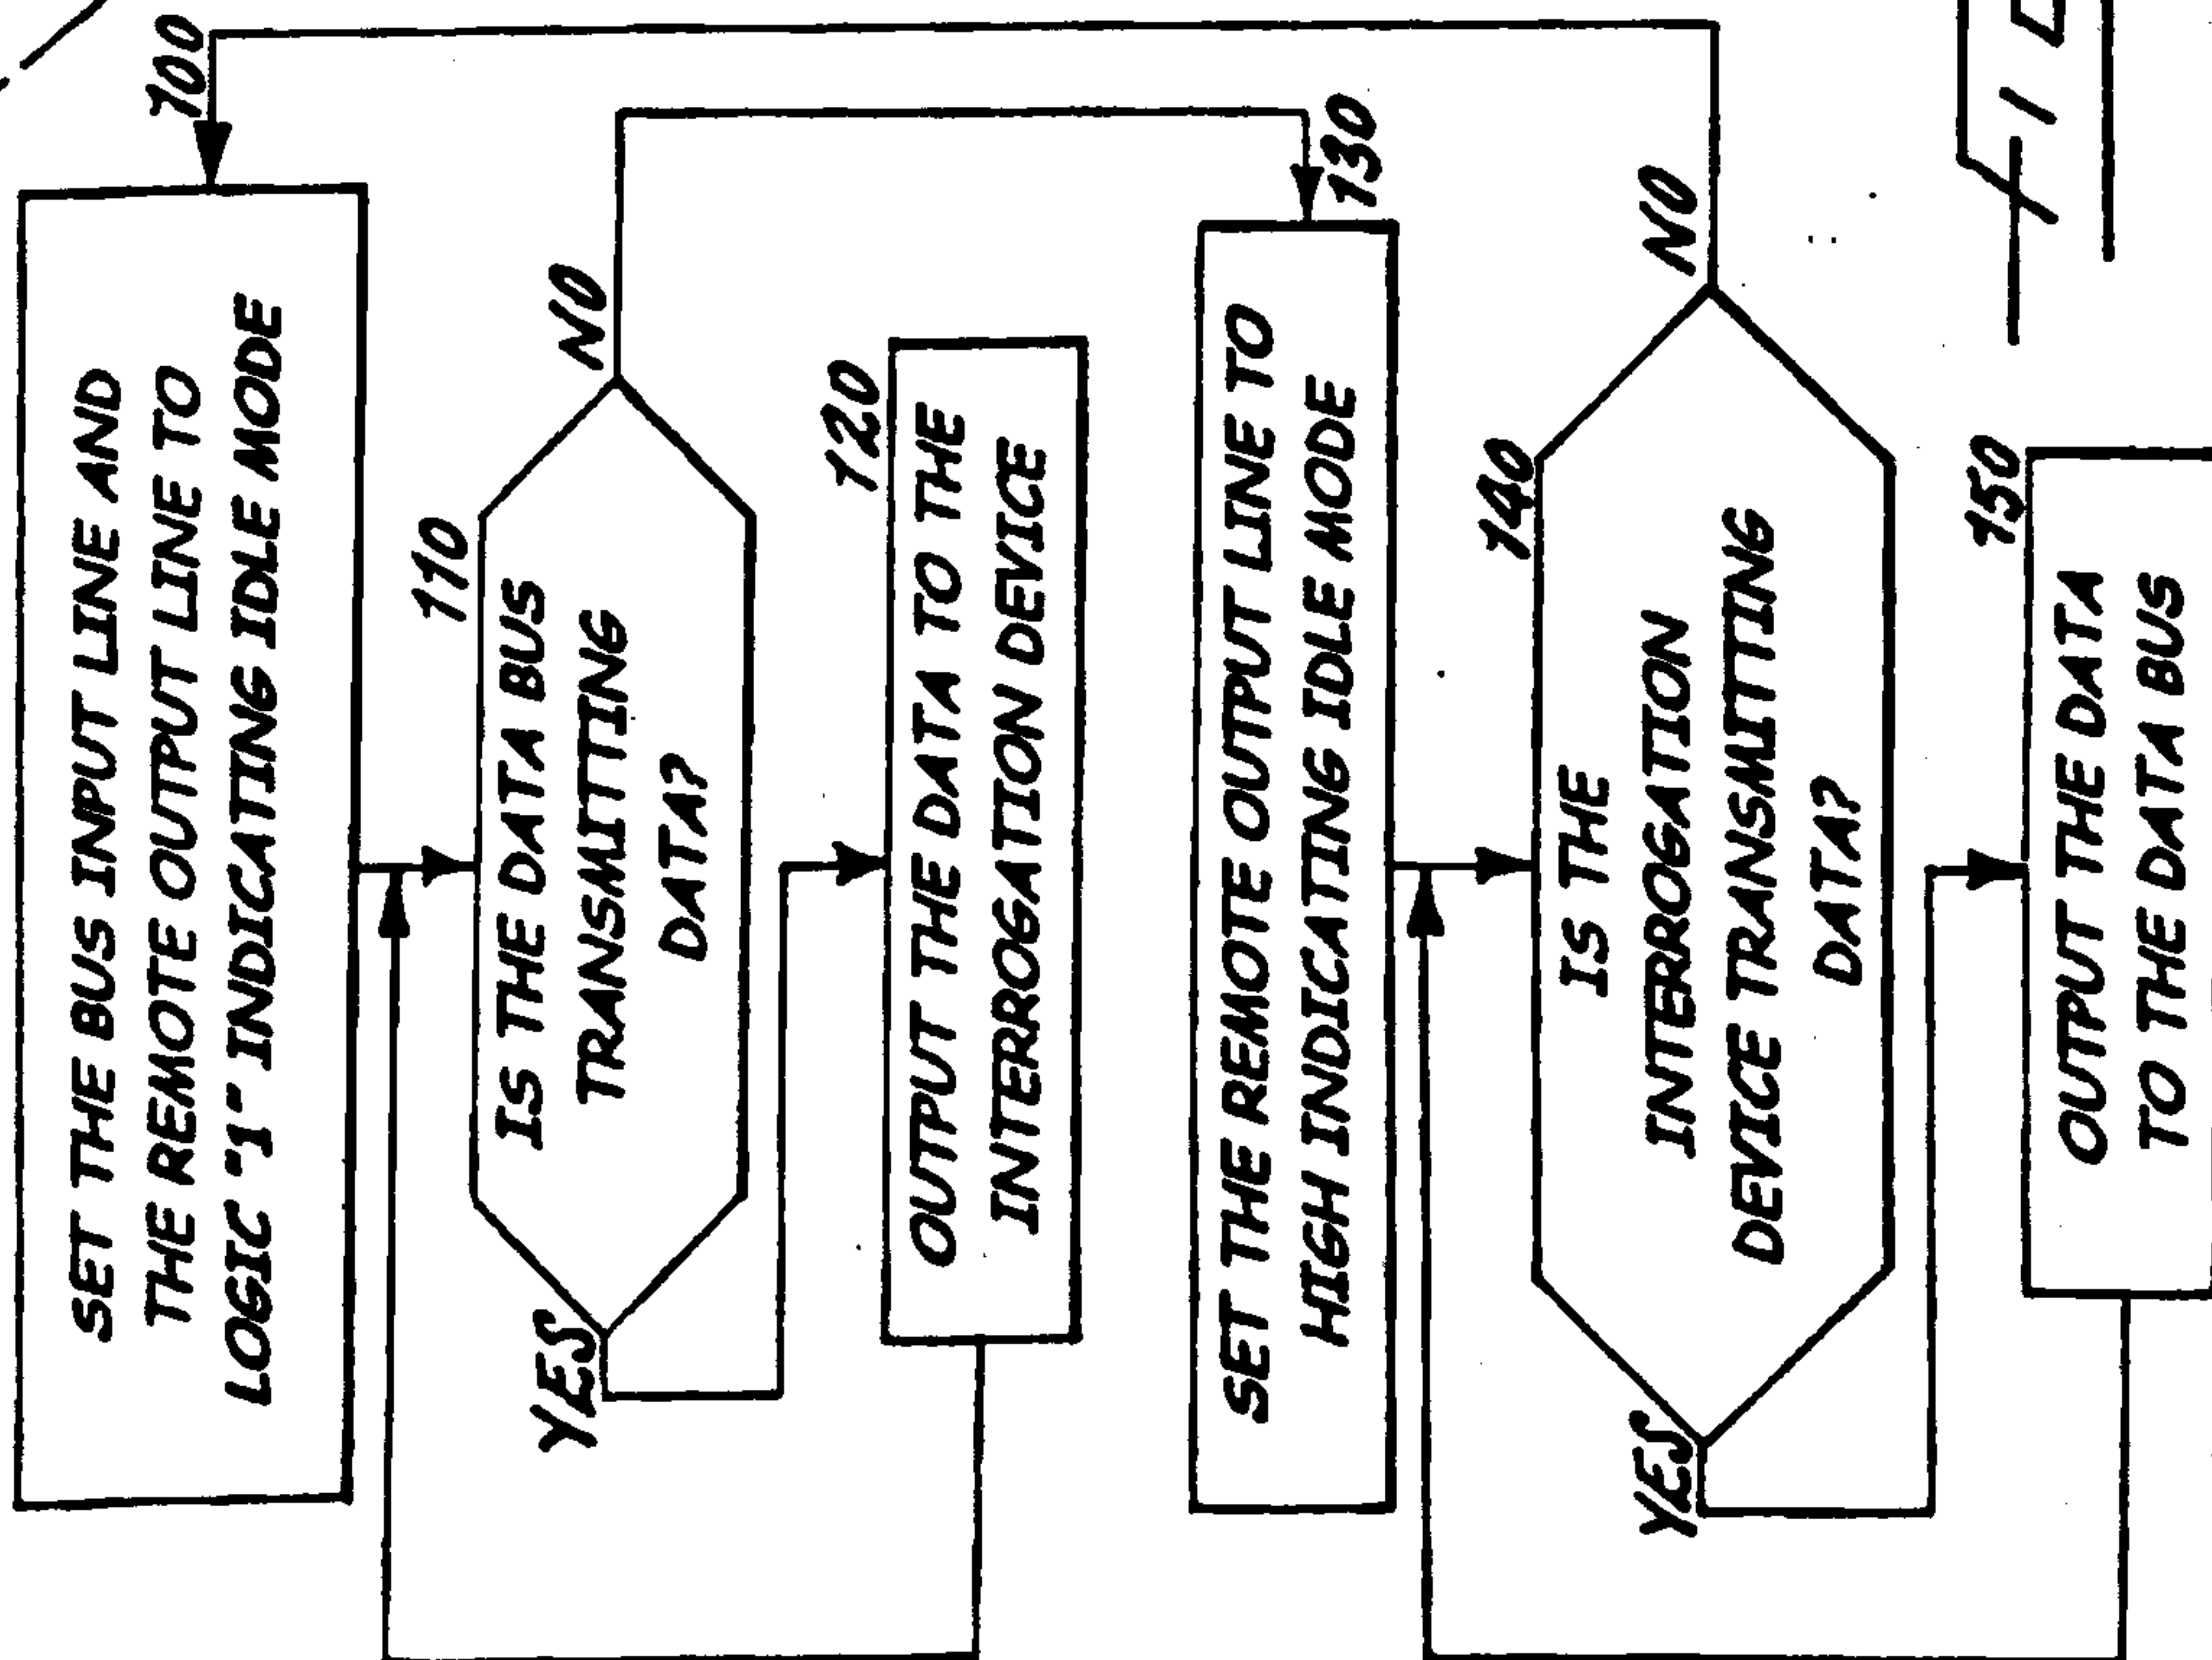 100
SET THE BUS INPUT LINE AND
THE REMOTE OUTPUT LINE TO
LOGIC "1" INDICATING IDLE MODE
110
IS THE DATA BUS
TRANSMITTING
DATA?
NO
YES
120
OUTPUT THE DATA TO THE
INTERROGATION DEVICE
130
SET THE REMOTE OUTPUT LINE TO
HIGH INDICATING IDLE MODE
140
IS THE
INTERROGATION
DEVICE TRANSMITTING
DATA?
NO
YES
150
OUTPUT THE DATA
TO THE DATA BUS